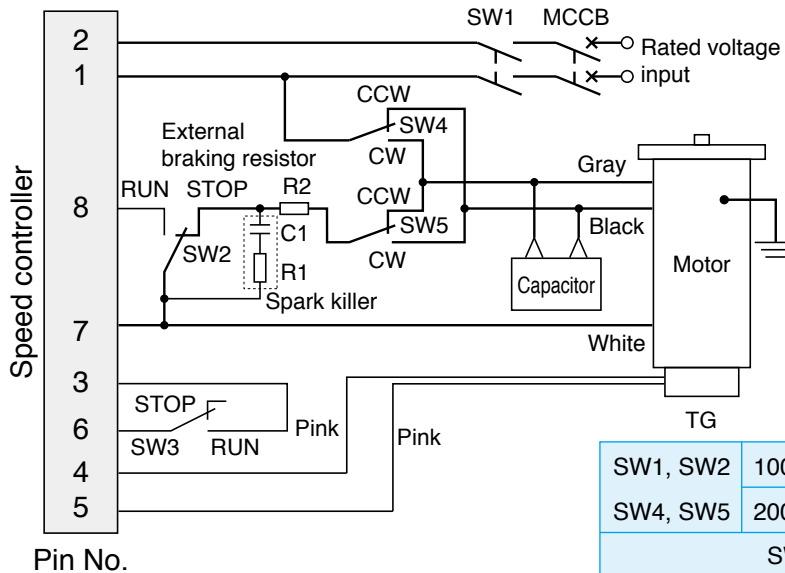 SW1 MCCB
2
Rated voltage
input
1
CCW
SW4
CW
External
braking resistor
Gray
RUN STOP
R2
CCW
8
SW5
Black
C1
SW2
CW
R1
Capacitor
Motor
Spark killer
7
White
3
STOP
6
SW3 RUN
Pink
Pink
TG
4
5
Speed controller
Pin No.
SW1, SW2 100
SW4, SW5 200